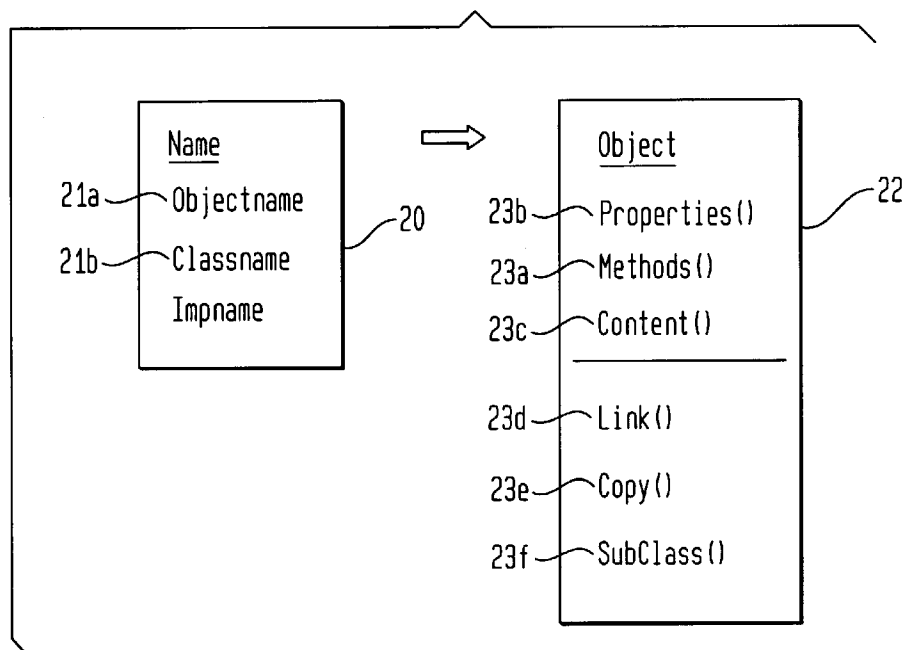 Name
21a Objectname
21b Classname
Impname
20
Object
23b Properties()
23a Methods()
23c Content()
23d Link()
23e Copy()
23f SubClass()
22